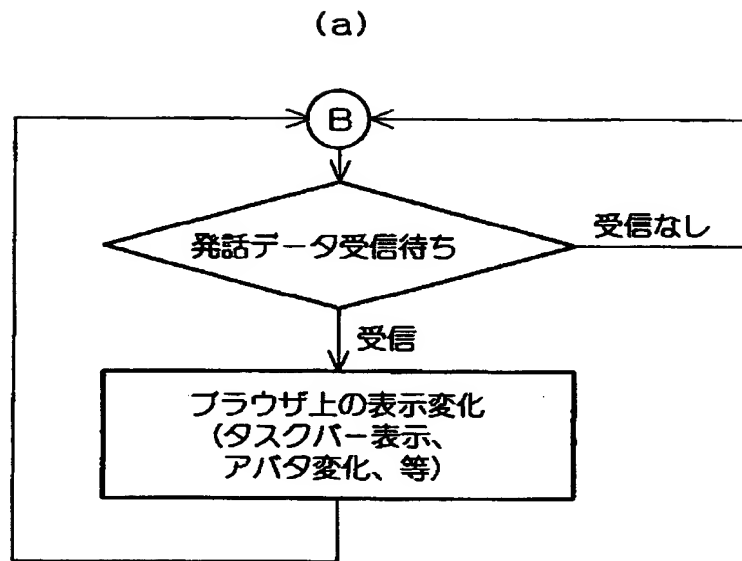 (a)
B
発話データ受信待ち
受信なし
受信
ブラウザ上の表示変化
(タスクバー表示、
アバタ変化、等)